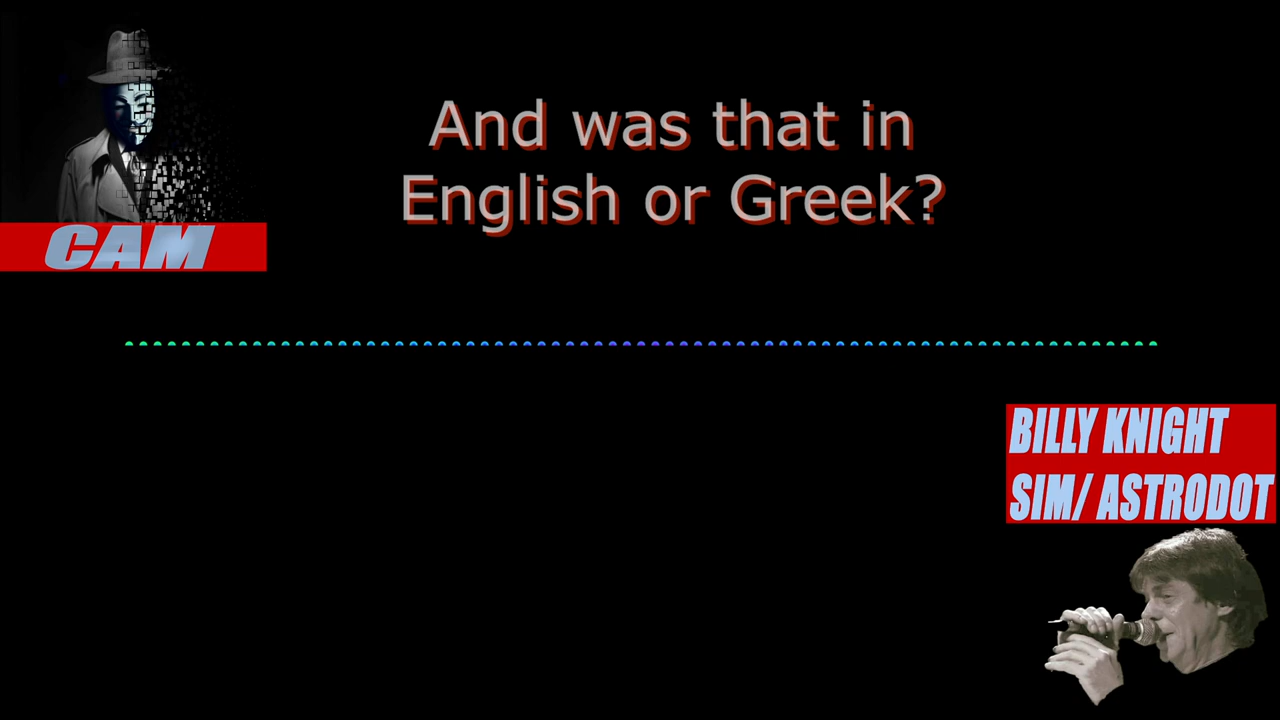 And was that in
English or Greek?
CAM
BILLY KNIGHT
SIM/ ASTRODOT